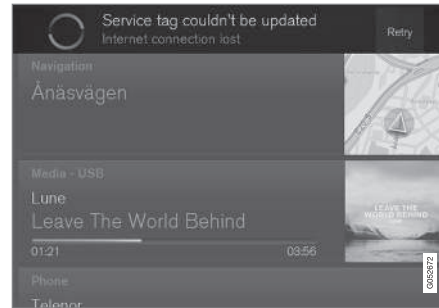 Service tag couldn't be updated
Internet connection lost
Retry
Navigation
Ånäsvägen
Media - USB
Lune
Leave The World Behind
01:21
03:56
LEAVE THE
WORLD BEHIND
Phone
Telenor
G052672